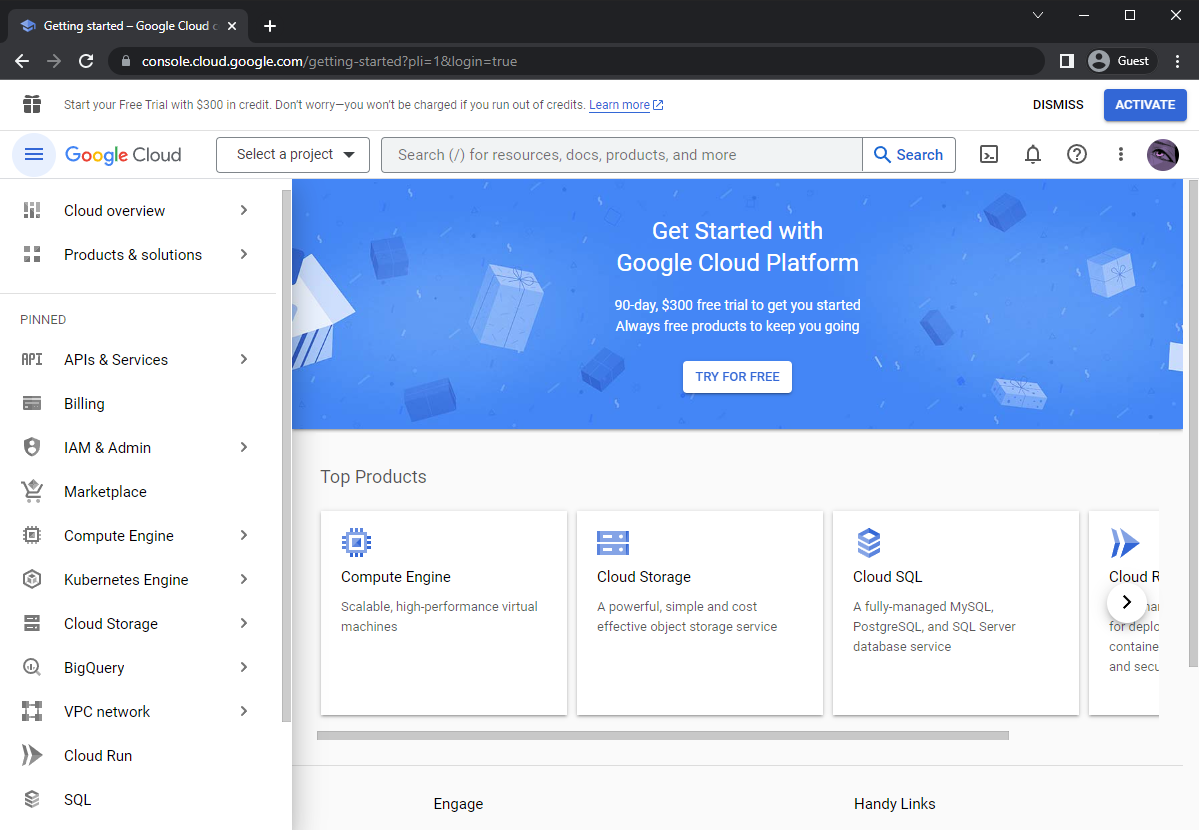 Getting started – Google Cloud c
console.cloud.google.com/getting-started?pli=1&login=true
Guest
Start your Free Trial with $300 in credit. Don't worry—you won't be charged if you run out of credits. Learn more
DISMISS
ACTIVATE
Google Cloud
Select a project
Search (/) for resources, docs, products, and more
Search
Cloud overview
Products & solutions
PINNED
API
APIs & Services
Billing
IAM & Admin
Marketplace
Compute Engine
Kubernetes Engine
Cloud Storage
BigQuery
VPC network
Cloud Run
SQL
Get Started with
Google Cloud Platform
90-day, $300 free trial to get you started
Always free products to keep you going
TRY FOR FREE
Top Products
Compute Engine
Scalable, high-performance virtual
machines
Cloud Storage
A powerful, simple and cost
effective object storage service
Cloud SQL
A fully-managed MySQL,
PostgreSQL, and SQL Server
database service
Cloud R
for deplo
containe
and secu
Engage
Handy Links